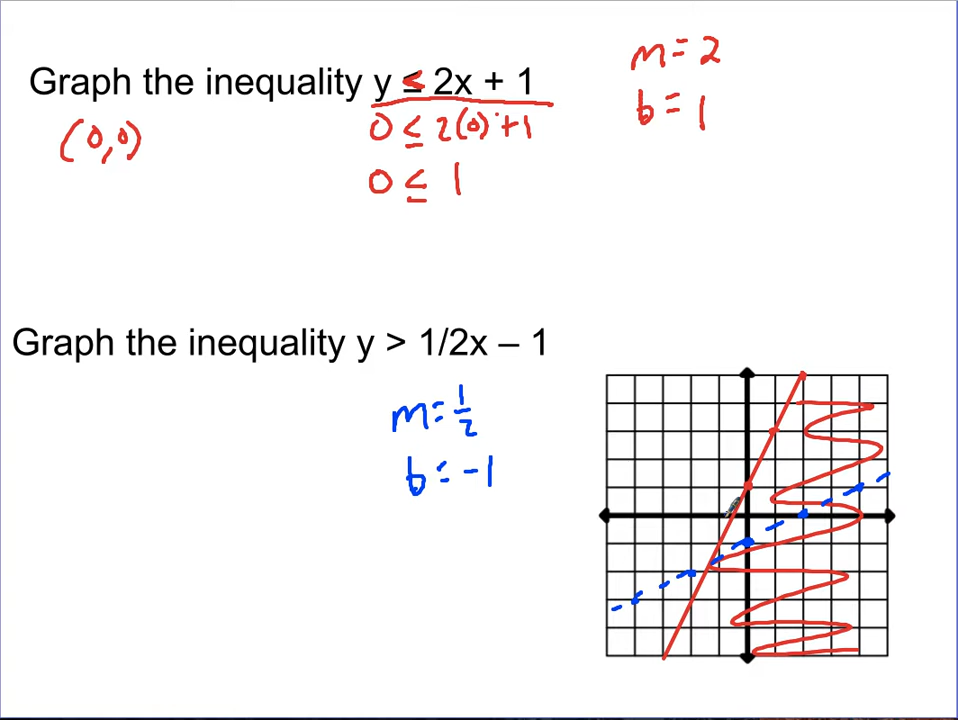 Graph the inequality y ≤ 2x + 1
m = 2
b = 1
(0,0)
0 ≤ 2(0) + 1
0 ≤ 1
Graph the inequality y > 1/2x – 1
m = 1/2
b = -1